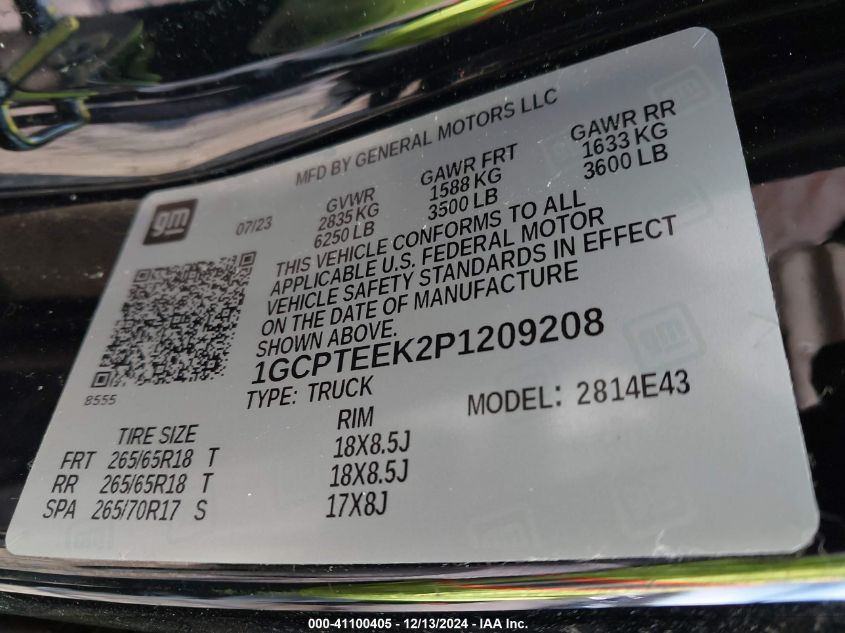 MFD BY GENERAL MOTORS LLC
gm
07/23
GVWR
2835 KG
6250 LB
GAWR FRT
1588 KG
3500 LB
GAWR RR
1633 KG
3600 LB
THIS VEHICLE CONFORMS TO ALL
APPLICABLE U.S. FEDERAL MOTOR
VEHICLE SAFETY STANDARDS IN EFFECT
ON THE DATE OF MANUFACTURE
SHOWN ABOVE.
1GCPTEEK2P1209208
8555
TYPE: TRUCK
MODEL: 2814E43
TIRE SIZE RIM
FRT 265/65R18 T 18X8.5J
RR 265/65R18 T 18X8.5J
SPA 265/70R17 S 17X8J
000-41100405 - 12/13/2024 - IAA Inc.